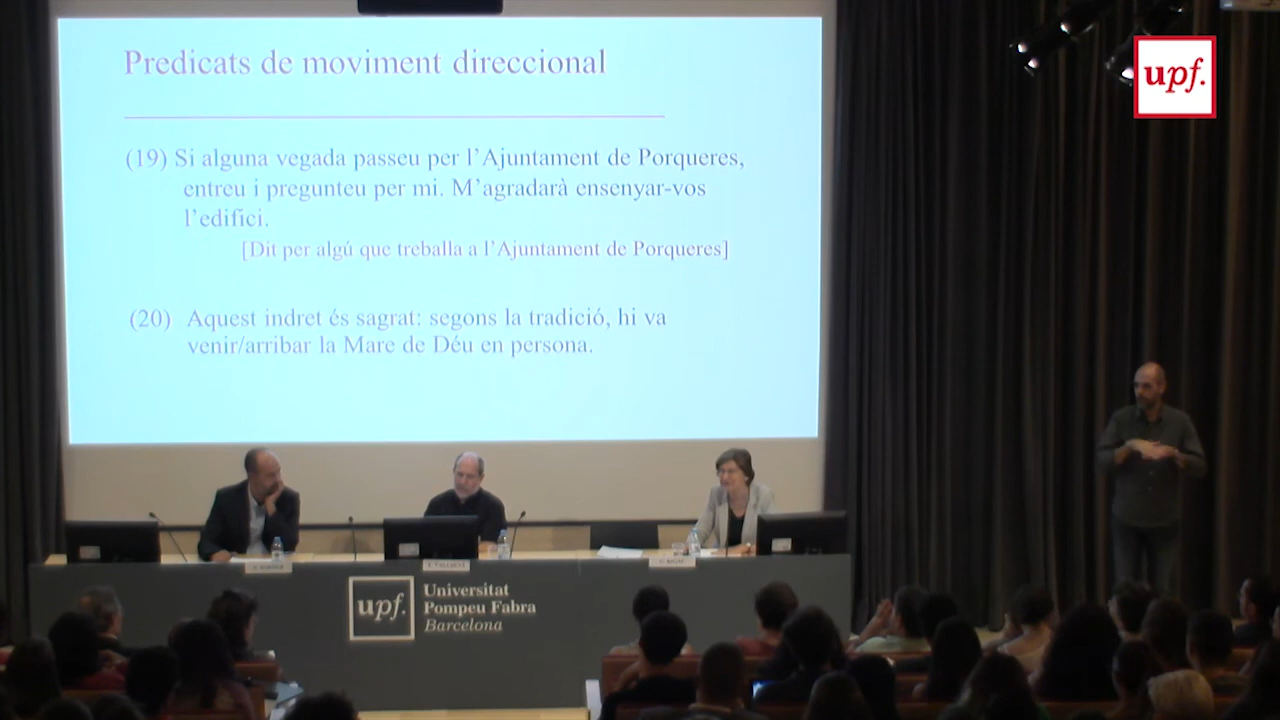 Predicats de moviment direccional
(19) Si alguna vegada passeu per l'Ajuntament de Porqueres,
entreu i pregunteu per mi. M'agradarà ensenyar-vos
l'edifici.
[Dit per algú que treballa a l'Ajuntament de Porqueres]
(20) Aquest indret és sagrat: segons la tradició, hi va
venir/arribar la Mare de Déu en persona.
upf.
upf.
Universitat
Pompeu Fabra
Barcelona